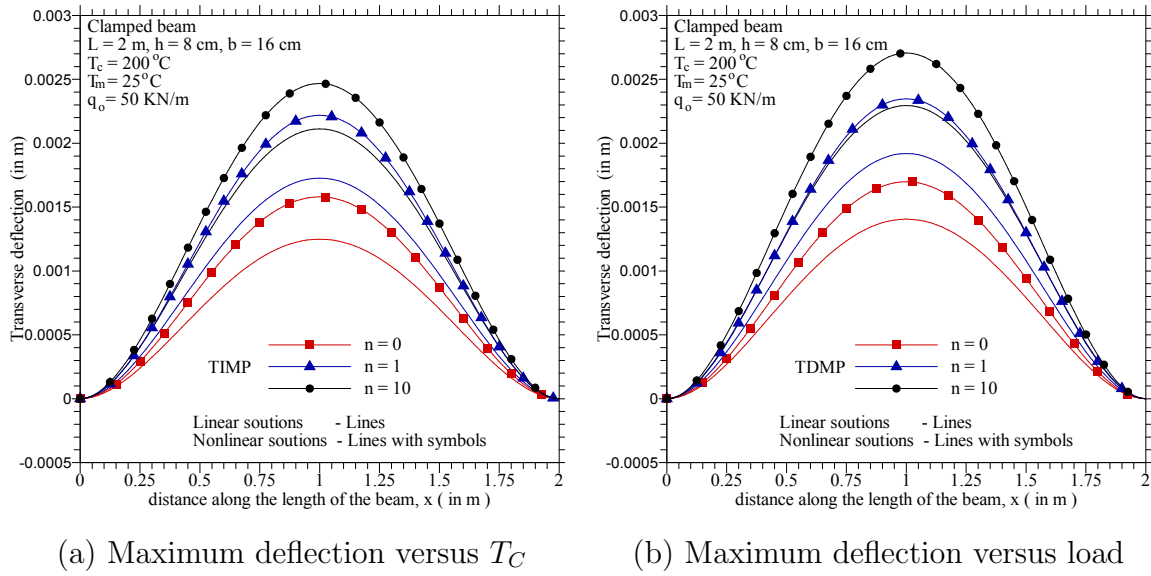 0.003
0.0025
0.002
0.0015
0.001
0.0005
0
-0.0005
Transverse deflection (in m)
Clamped beam
L = 2 m, h = 8 cm, b = 16 cm
T_c = 200 °C
T_m = 25°C
q_o = 50 KN/m
TIMP
n = 0
n = 1
n = 10
Linear soutions - Lines
Nonlinear soutions - Lines with symbols
0 0.25 0.5 0.75 1 1.25 1.5 1.75 2
distance along the length of the beam, x ( in m )
(a) Maximum deflection versus T_C
0.003
0.0025
0.002
0.0015
0.001
0.0005
0
-0.0005
Transverse deflection (in m)
Clamped beam
L = 2 m, h = 8 cm, b = 16 cm
T_c = 200 °C
T_m = 25°C
q_o = 50 KN/m
TDMP
n = 0
n = 1
n = 10
Linear soutions - Lines
Nonlinear soutions - Lines with symbols
0 0.25 0.5 0.75 1 1.25 1.5 1.75 2
distance along the length of the beam, x ( in m )
(b) Maximum deflection versus load